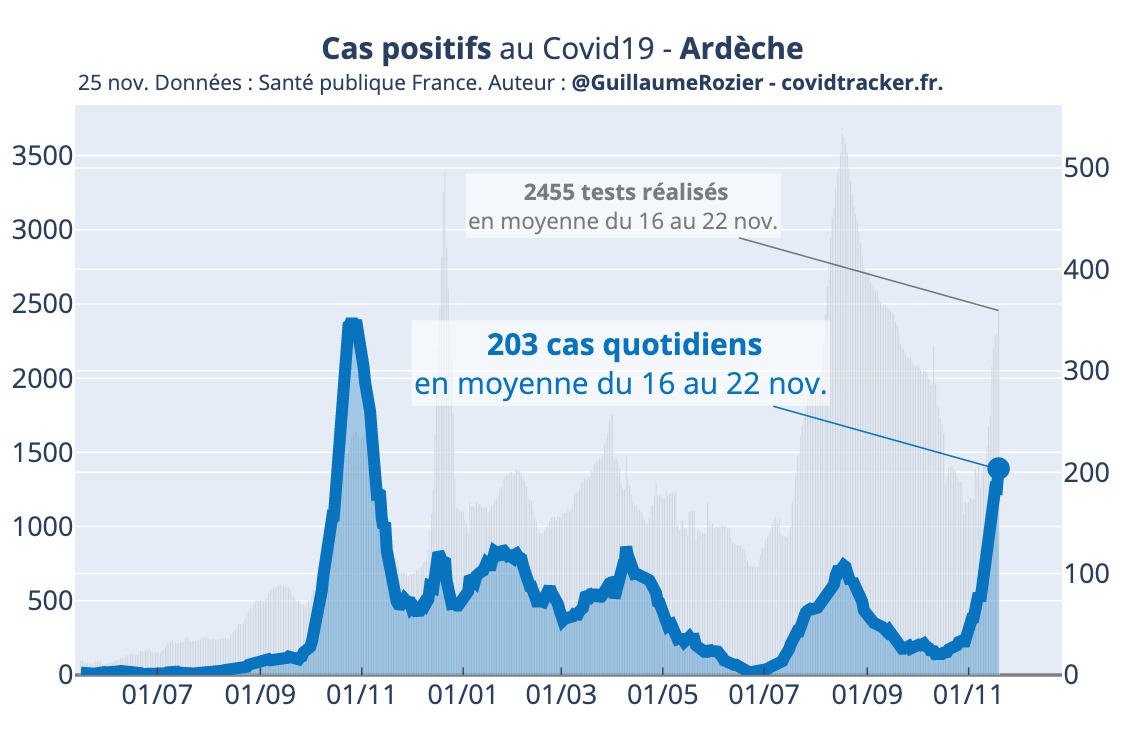 Cas positifs au Covid19 - Ardèche
25 nov. Données : Santé publique France. Auteur : @GuillaumeRozier - covidtracker.fr.
3500
3000
2500
2000
1500
1000
500
0
2455 tests réalisés
en moyenne du 16 au 22 nov.
203 cas quotidiens
en moyenne du 16 au 22 nov.
500
400
300
200
100
0
01/07 01/09 01/11 01/01 01/03 01/05 01/07 01/09 01/11